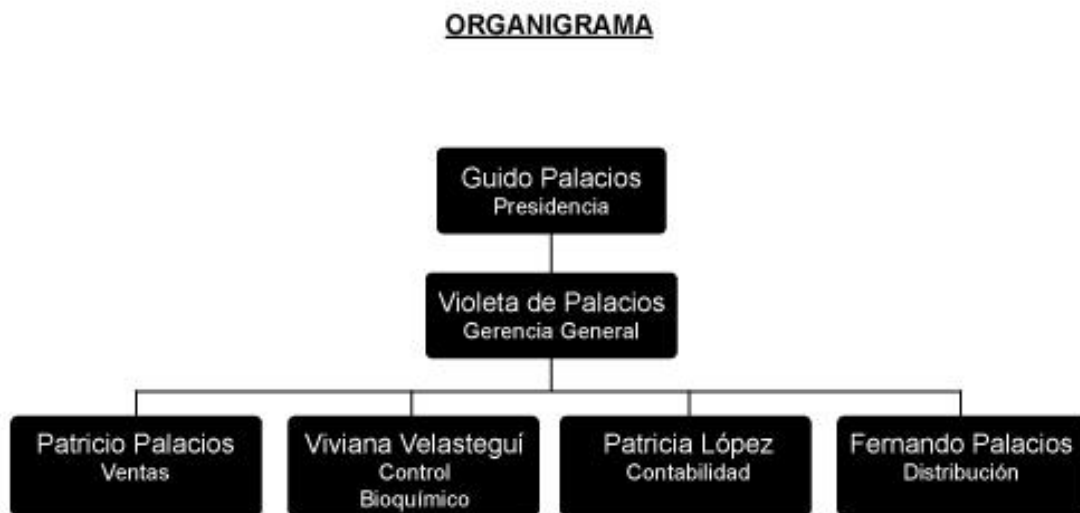 ORGANIGRAMA
Guido Palacios
Presidencia
Violeta de Palacios
Gerencia General
Patricio Palacios
Ventas
Viviana Velasteguí
Control
Bioquímico
Patricia López
Contabilidad
Fernando Palacios
Distribución